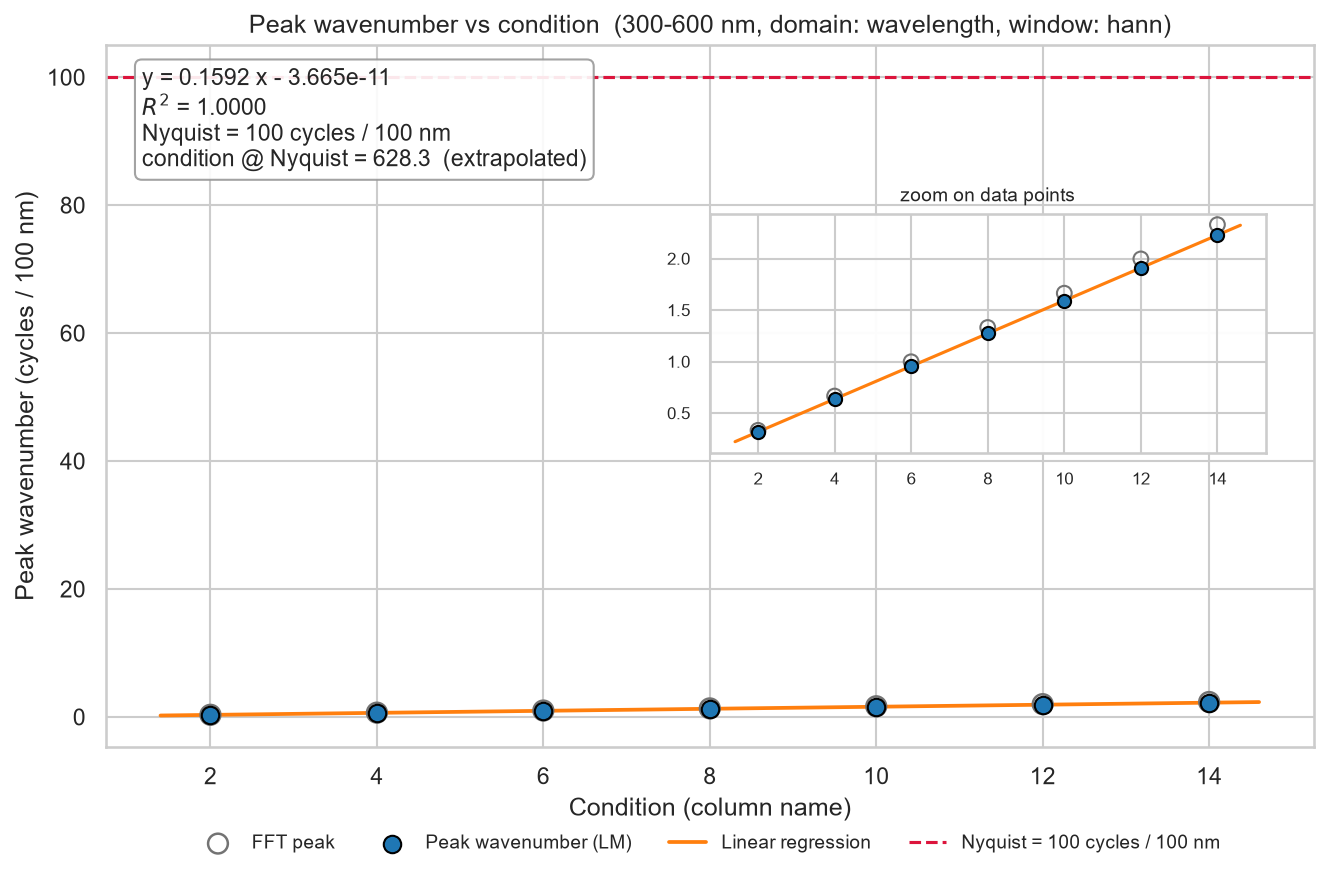 Peak wavenumber vs condition  (300-600 nm, domain: wavelength, window: hann)
y = 0.1592 x - 3.665e-11
R² = 1.0000
Nyquist = 100 cycles / 100 nm
condition @ Nyquist = 628.3  (extrapolated)
Peak wavenumber (cycles / 100 nm)
100
80
60
40
20
0
zoom on data points
2.0
1.5
1.0
0.5
2 4 6 8 10 12 14
2 4 6 8 10 12 14
Condition (column name)
FFT peak Peak wavenumber (LM) Linear regression Nyquist = 100 cycles / 100 nm